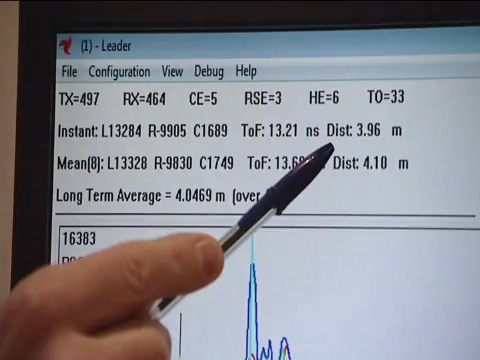 (1) - Leader
File Configuration View Debug Help
TX=497 RX=464 CE=5 RSE=3 HE=6 TO=33
Instant: L13284 R-9905 C1689 ToF: 13.21 ns Dist: 3.96 m
Mean(8): L13328 R-9830 C1749 ToF: Dist: 4.10 m
Long Term Average = 4.0469 m (over
16383